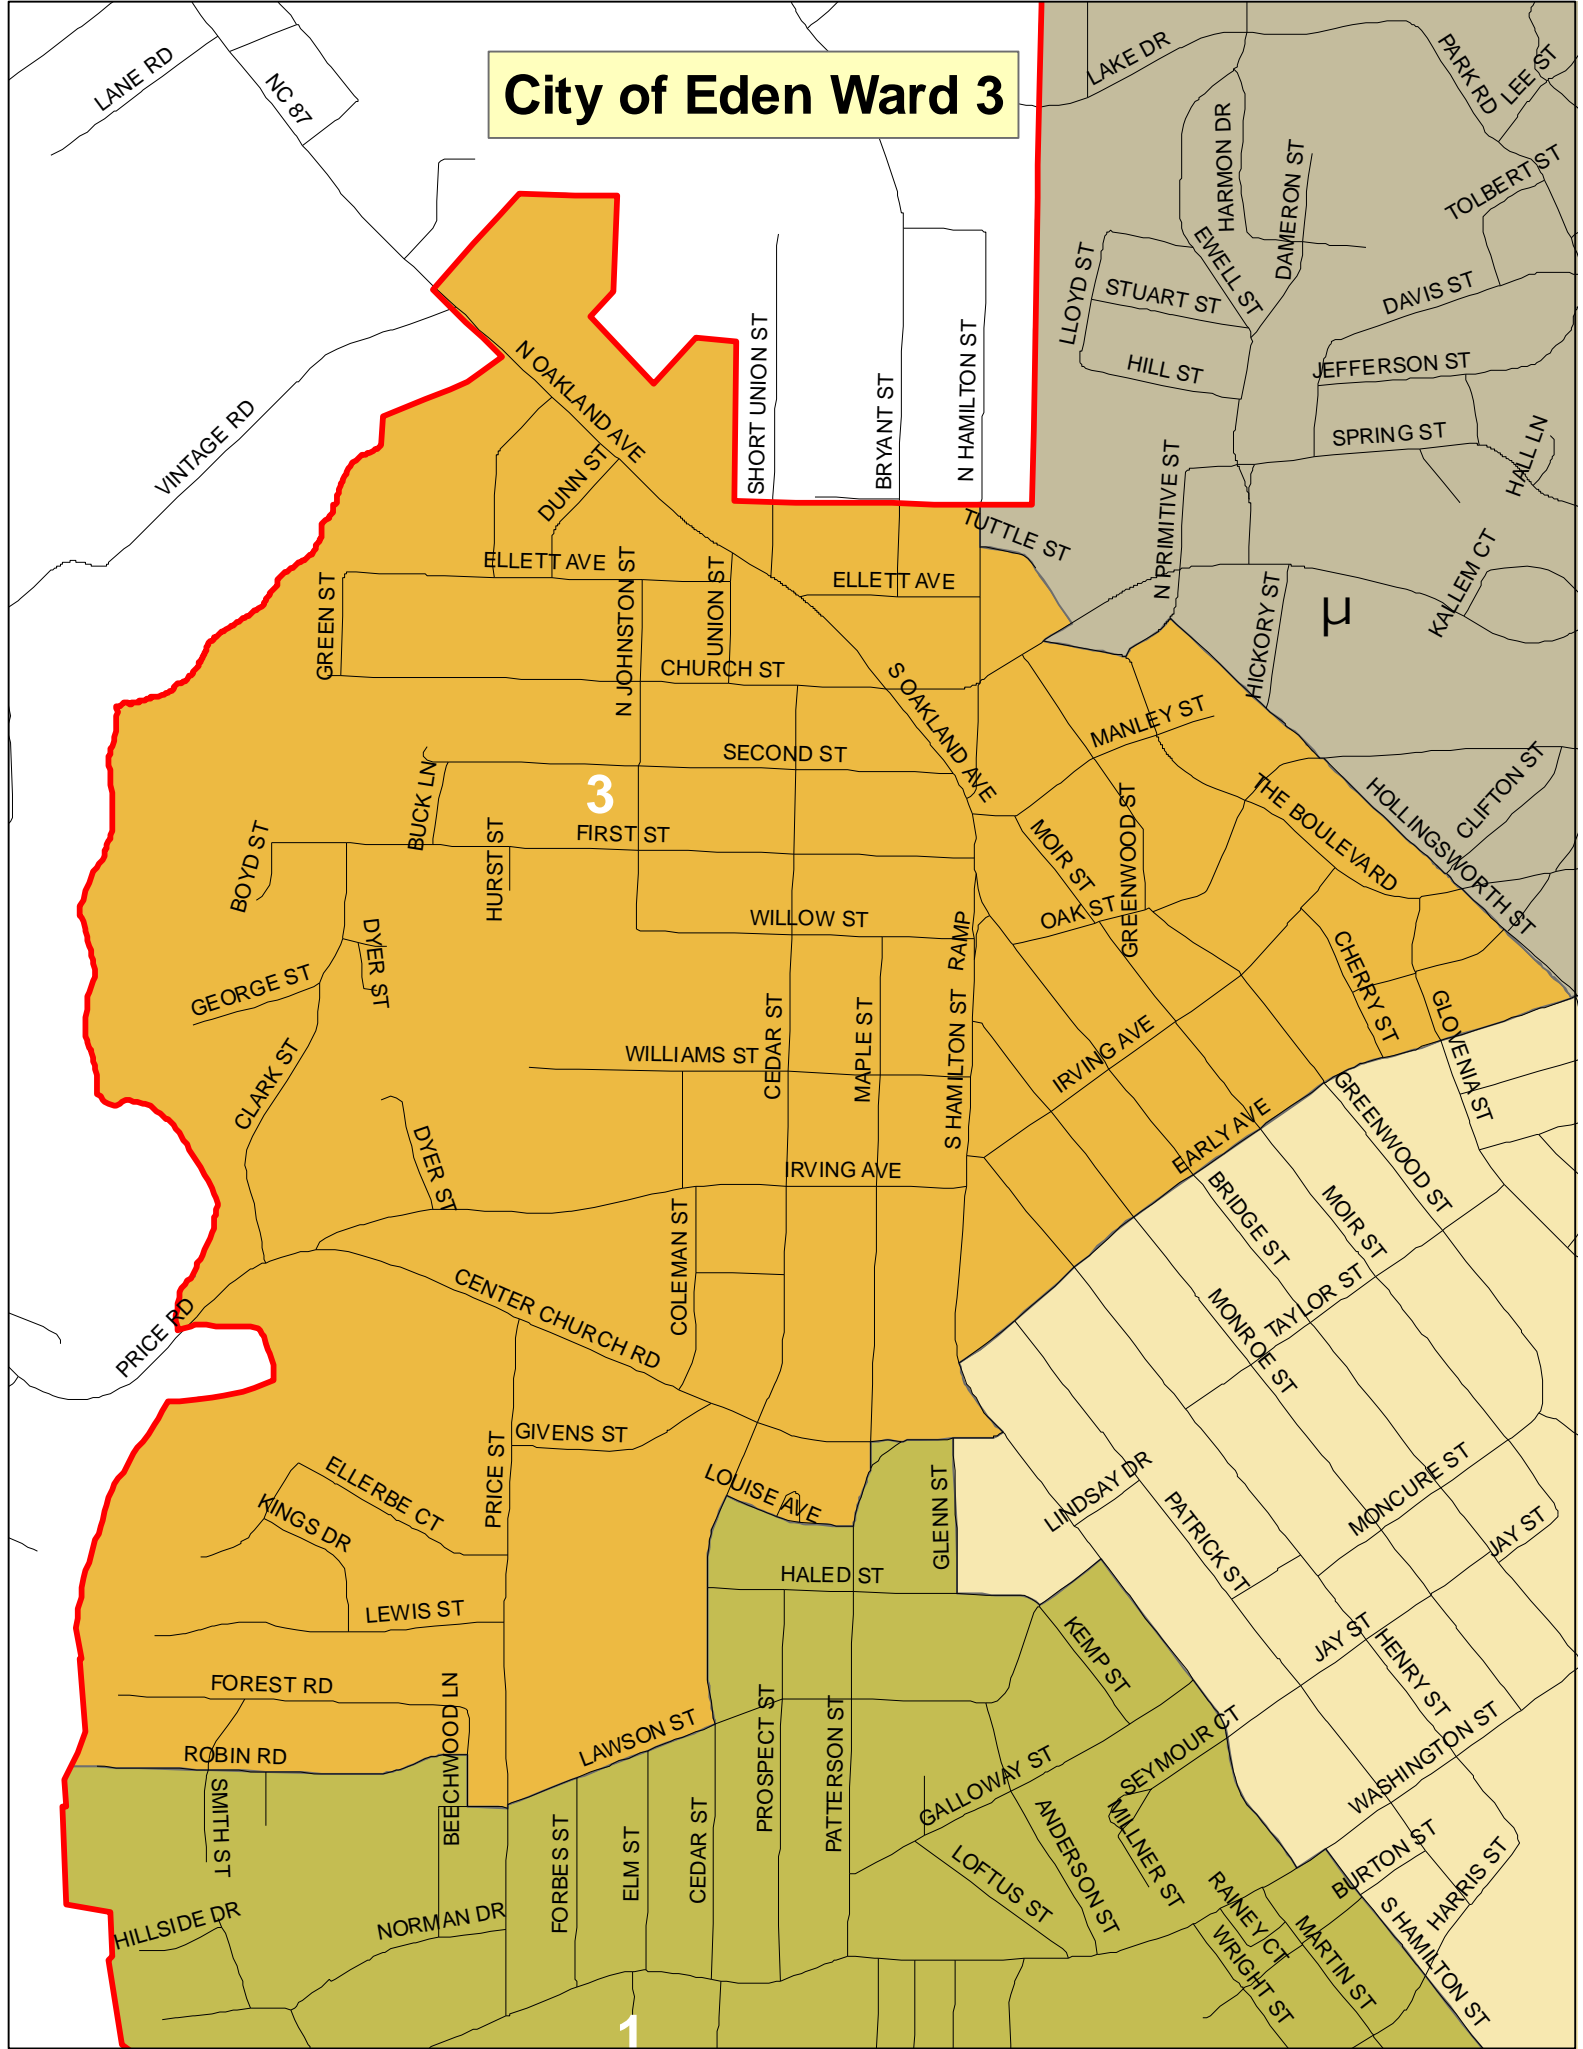 City of Eden Ward 3
LANE RD
NC 87
LAKE DR
PARK RD
LEE ST
HARMON DR
DAMERON ST
TOLBERT ST
EWELL ST
LLOYD ST
STUART ST
DAVIS ST
HILL ST
JEFFERSON ST
N OAKLAND AVE
SHORT UNION ST
BRYANT ST
N HAMILTON ST
VINTAGE RD
DUNN ST
SPRING ST
HALL LN
N PRIMITIVE ST
TUTTLE ST
KALLEM CT
ELLETT AVE
ELLETT AVE
GREEN ST
N JOHNSTON ST
UNION ST
HICKORY ST
µ
CHURCH ST
S OAKLAND AVE
MANLEY ST
SECOND ST
BUCK LN
3
THE BOULEVARD
HOLLINGSWORTH ST
CLIFTON ST
FIRST ST
BOYD ST
HURST ST
MOIR ST
GREENWOOD ST
WILLOW ST
OAK ST
RAMP
DYER ST
CHERRY ST
GEORGE ST
GLOVENIA ST
CEDAR ST
MAPLE ST
S HAMILTON ST
WILLIAMS ST
IRVING AVE
CLARK ST
DYER ST
EARLY AVE
GREENWOOD ST
IRVING AVE
BRIDGE ST
MOIR ST
COLEMAN ST
CENTER CHURCH RD
PRICE RD
MONROE ST
TAYLOR ST
GIVENS ST
PRICE ST
ELLERBE CT
KINGS DR
LOUISE AVE
GLENN ST
LINDSAY DR
PATRICK ST
MONCURE ST
JAY ST
HALED ST
LEWIS ST
KEMP ST
JAY ST
HENRY ST
FOREST RD
BEECHWOOD LN
LAWSON ST
PROSPECT ST
PATTERSON ST
ROBIN RD
SMITH ST
SEYMOUR CT
GALLOWAY ST
WASHINGTON ST
MILLNER ST
ANDERSON ST
FORBES ST
ELM ST
CEDAR ST
LOFTUS ST
BURTON ST
HARRIS ST
RAINEY CT
S HAMILTON ST
HILLSIDE DR
NORMAN DR
WRIGHT ST
MARTIN ST
1